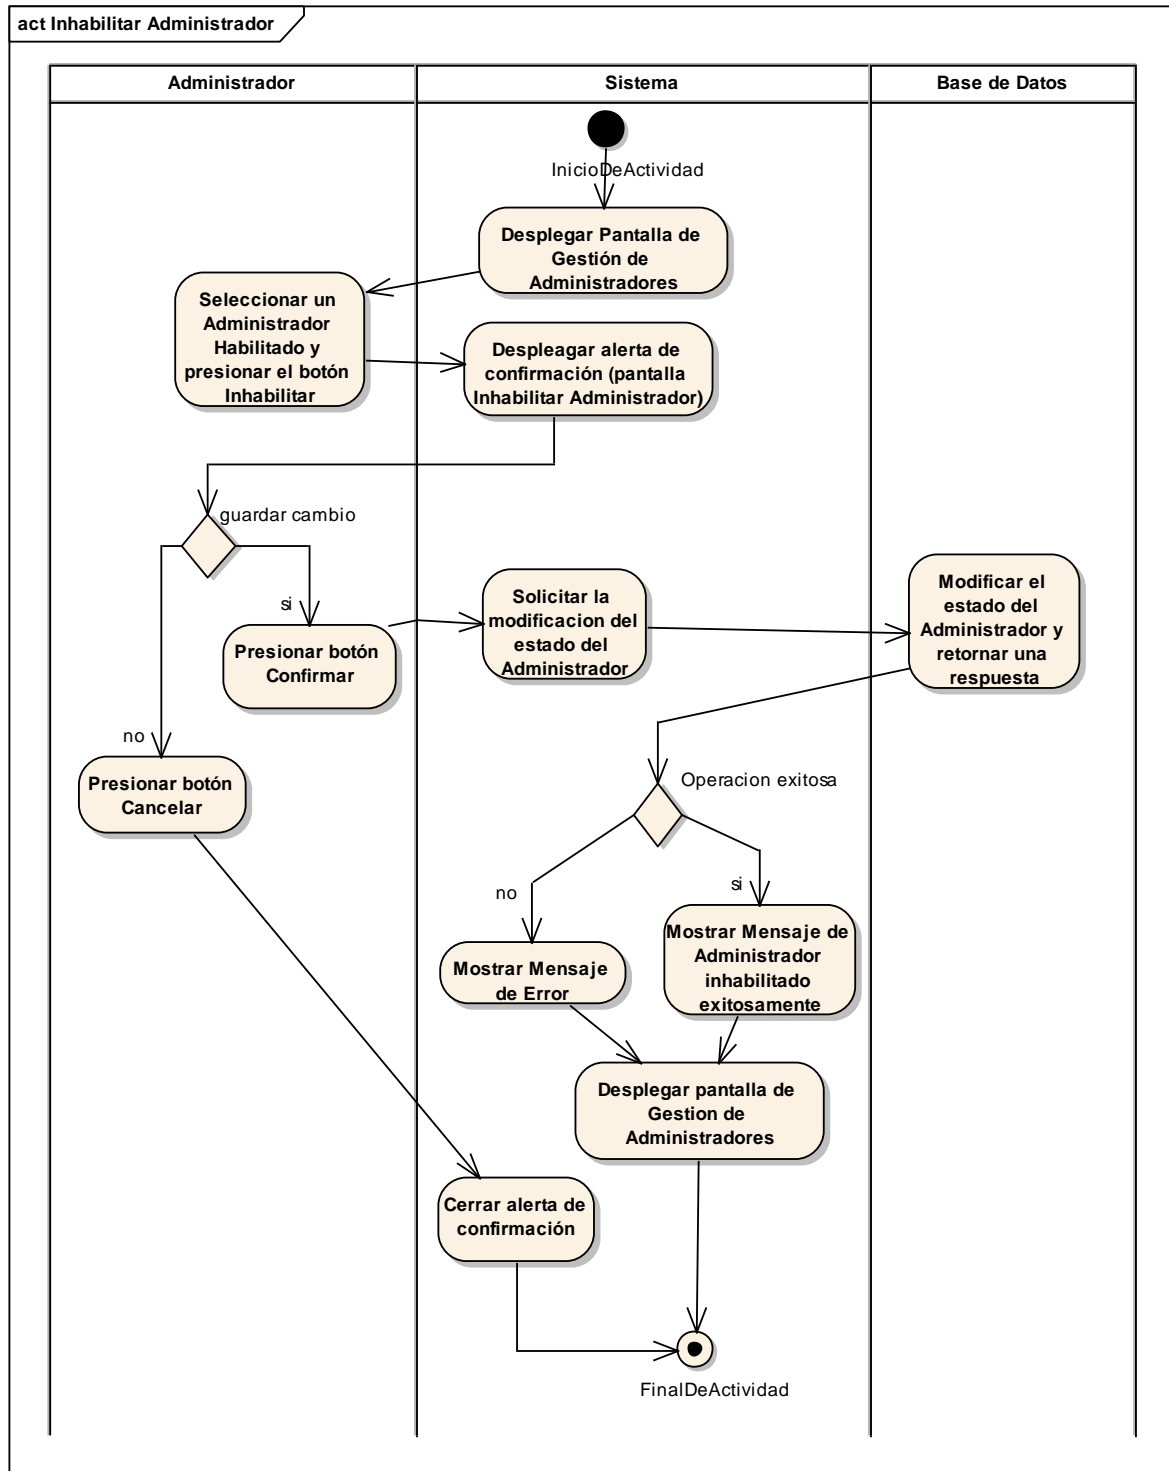 act Inhabilitar Administrador
Administrador
Sistema
Base de Datos
InicioDeActividad
Desplegar Pantalla de
Gestión de
Administradores
Seleccionar un
Administrador
Habilitado y
presionar el botón
Inhabilitar
Despleagar alerta de
confirmación (pantalla
Inhabilitar Administrador)
guardar cambio
si
Presionar botón
Confirmar
Solicitar la
modificacion del
estado del
Administrador
Modificar el
estado del
Administrador y
retornar una
respuesta
no
Presionar botón
Cancelar
Operacion exitosa
no
si
Mostrar Mensaje
de Error
Mostrar Mensaje de
Administrador
inhabilitado
exitosamente
Desplegar pantalla de
Gestion de
Administradores
Cerrar alerta de
confirmación
FinalDeActividad